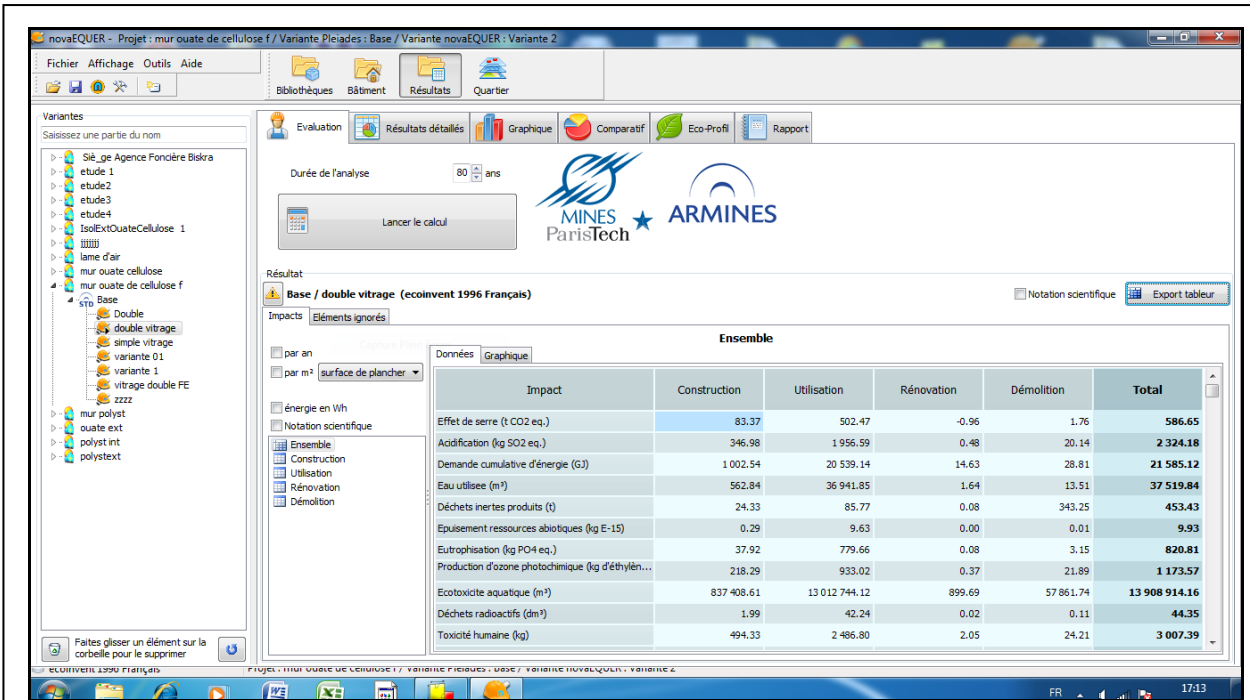 novaEQUER - Projet : mur ouate de cellulose f / Variante Pleiades : Base / Variante novaEQUER : Variante 2
Fichier Affichage Outils Aide
Bibliothèques Bâtiment Résultats Quartier
Variantes
Saisissez une partie du nom
Siè_ge Agence Foncière Biskra
etude 1
etude2
etude3
etude4
IsolExtOuateCellulose 1
jjjjjjj
lame d'air
mur ouate cellulose
mur ouate de cellulose f
STD Base
Double
double vitrage
simple vitrage
variante 01
variante 1
vitrage double FE
zzzz
mur polyst
ouate ext
polyst int
polystext
Faites glisser un élément sur la
corbeille pour le supprimer
Evaluation Résultats détaillés Graphique Comparatif Eco-Profil Rapport
Durée de l'analyse 80 ans
Lancer le calcul
MINES
ParisTech
ARMINES
Résultat
Base / double vitrage (ecoinvent 1996 Français) Notation scientifique Export tableur
Impacts Eléments ignorés
Ensemble
par an
par m² surface de plancher
énergie en Wh
Notation scientifique
Ensemble
Construction
Utilisation
Rénovation
Démolition
Données Graphique
Impact Construction Utilisation Rénovation Démolition Total
Effet de serre (t CO2 eq.) 83.37 502.47 -0.96 1.76 586.65
Acidification (kg SO2 eq.) 346.98 1 956.59 0.48 20.14 2 324.18
Demande cumulative d'énergie (GJ) 1 002.54 20 539.14 14.63 28.81 21 585.12
Eau utilisee (m³) 562.84 36 941.85 1.64 13.51 37 519.84
Déchets inertes produits (t) 24.33 85.77 0.08 343.25 453.43
Epuisement ressources abiotiques (kg E-15) 0.29 9.63 0.00 0.01 9.93
Eutrophisation (kg PO4 eq.) 37.92 779.66 0.08 3.15 820.81
Production d'ozone photochimique (kg d'éthylèn... 218.29 933.02 0.37 21.89 1 173.57
Ecotoxicite aquatique (m³) 837 408.61 13 012 744.12 899.69 57 861.74 13 908 914.16
Déchets radioactifs (dm³) 1.99 42.24 0.02 0.11 44.35
Toxicité humaine (kg) 494.33 2 486.80 2.05 24.21 3 007.39
ecoinvent 1996 Français Projet : mur ouate de cellulose f / Variante Pleiades : Base / Variante novaEQUER : Variante 2
FR 17:13